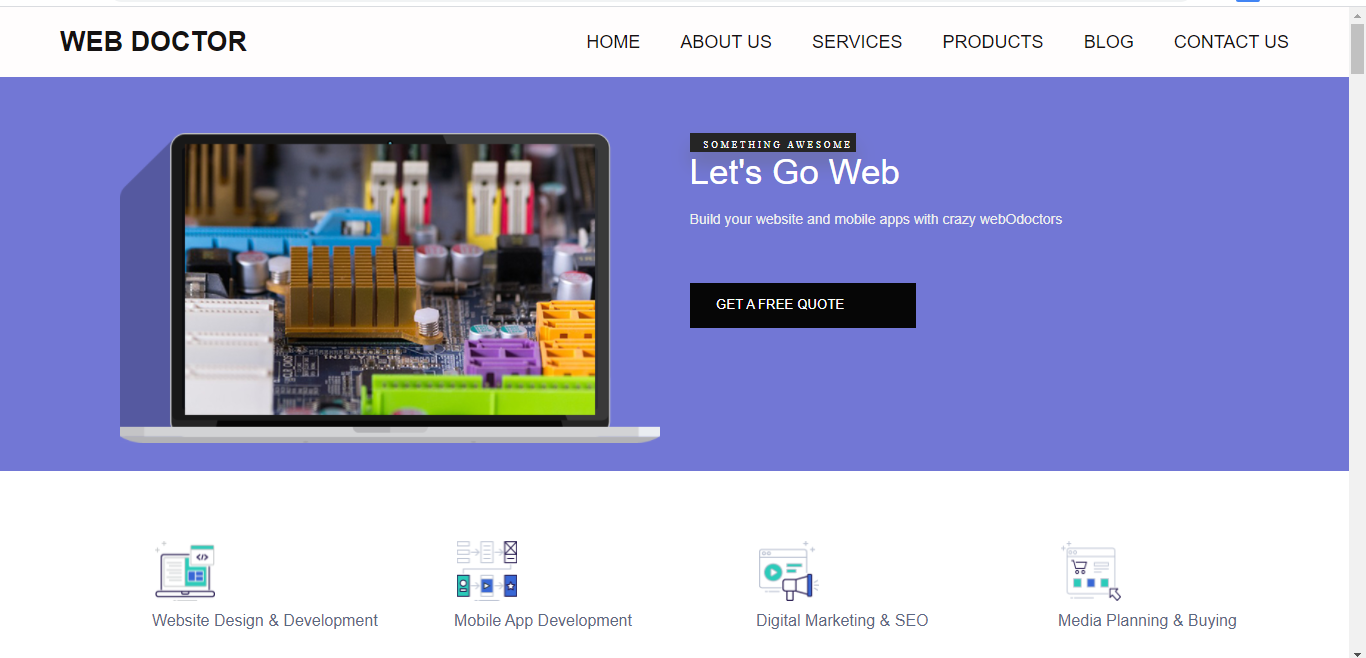 WEB DOCTOR
HOME ABOUT US SERVICES PRODUCTS BLOG CONTACT US
SOMETHING AWESOME
Let's Go Web
Build your website and mobile apps with crazy webOdoctors
GET A FREE QUOTE
Website Design & Development
Mobile App Development
Digital Marketing & SEO
Media Planning & Buying